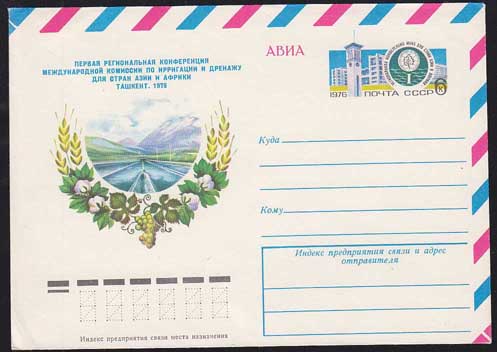 ПЕРВАЯ РЕГИОНАЛЬНАЯ КОНФЕРЕНЦИЯ
МЕЖДУНАРОДНОЙ КОМИССИИ ПО ИРРИГАЦИИ И ДРЕНАЖУ
ДЛЯ СТРАН АЗИИ И АФРИКИ
ТАШКЕНТ. 1976
АВИА
1976 ПОЧТА СССР К
Куда
Кому
Индекс предприятия связи и адрес
отправителя
Индекс предприятия связи места назначения